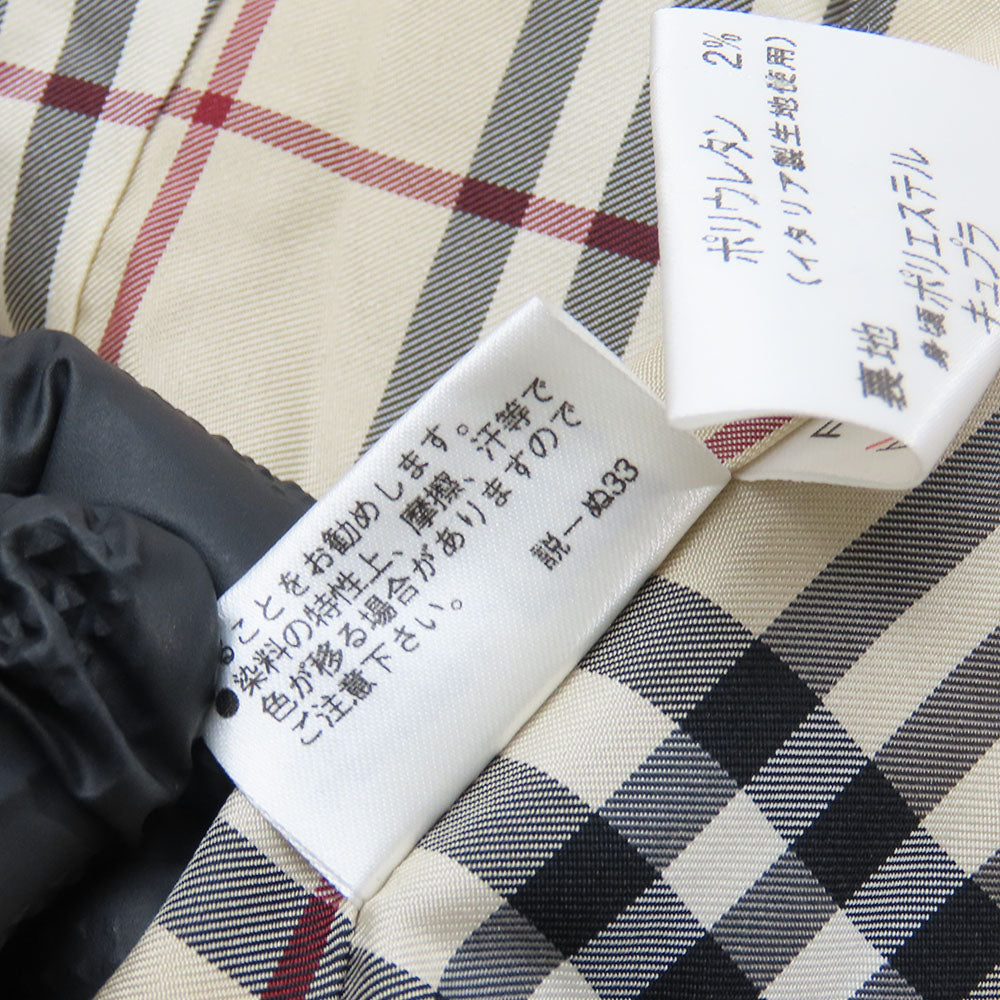 ことをお勧めします。
●染料の特性上、摩擦、汗等で
色が移る場合がありますので
ご注意下さい。
説ーぬ33
ポリウレタン 2%
(イタリア製生地使用)
裏地
身頃ポリエステル
キュプラ